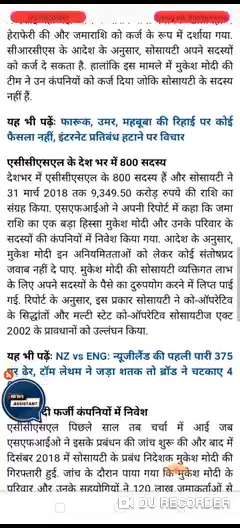 हेराफेरी की और जमाराशि को कर्ज के रूप में दर्शाया गया.
सीआरसीएस के आदेश के अनुसार, सोसायटी अपने सदस्यों
को कर्ज दे सकता है. हालांकि इस मामले में मुकेश मोदी की
टीम ने उन कंपनियों को कर्ज दिया जोकि सोसायटी के सदस्य
नहीं हैं.
यह भी पढ़ें: फारूक, उमर, महबूबा की रिहाई पर कोई
फैसला नहीं, इंटरनेट प्रतिबंध हटाने पर विचार
एसीसीएसएल के देश भर में 800 सदस्य
देशभर में एसीसीएसएल के 800 सदस्य हैं और सोसायटी ने
31 मार्च 2018 तक 9,349.50 करोड़ रुपये की राशि का
संग्रह किया. एसएफआईओ ने अपनी रिपोर्ट में कहा कि जमा
राशि का एक बड़ा हिस्सा मुकेश मोदी और उनके परिवार के
सदस्यों की कंपनियों में निवेश किया गया. आदेश के अनुसार,
मुकेश मोदी इन अनियमितताओं को लेकर कोई संतोषप्रद
जवाब नहीं दे पाए. मुकेश मोदी की सोसायटी व्यक्तिगत लाभ
के लिए अपने सदस्यों के पैसे का दुरुपयोग करने में लिप्त पाई
गई. रिपोर्ट के अनुसार, इस प्रकार सोसायटी ने को-ऑपरेटिव
के सिद्धांतों और मल्टी स्टेट को-ऑपरेटिव सोसायटीज एक्ट
2002 के प्रावधानों को उल्लंघन किया.
यह भी पढ़ें: NZ vs ENG: न्यूजीलैंड की पहली पारी 375
पर ढेर, टॉम लेथम ने जड़ा शतक तो ब्रॉड ने चटकाए 4
NEWS
ASSISTANT
दी फर्जी कंपनियों में निवेश
एसीसीएसएल पिछले साल तब चर्चा में आई जब
एसएफआईओ ने इसके प्रबंधन की जांच शुरू की और बाद में
दिसंबर 2018 में सोसायटी के प्रबंध निदेशक मुकेश मोदी की
गिरफ्तारी हुई. जांच के दौरान पाया गया कि मुकेश मोदी के
परिवार और उनके सहयोगियों ने 120 लाख जमाकर्ताओं से
DU RECORDER